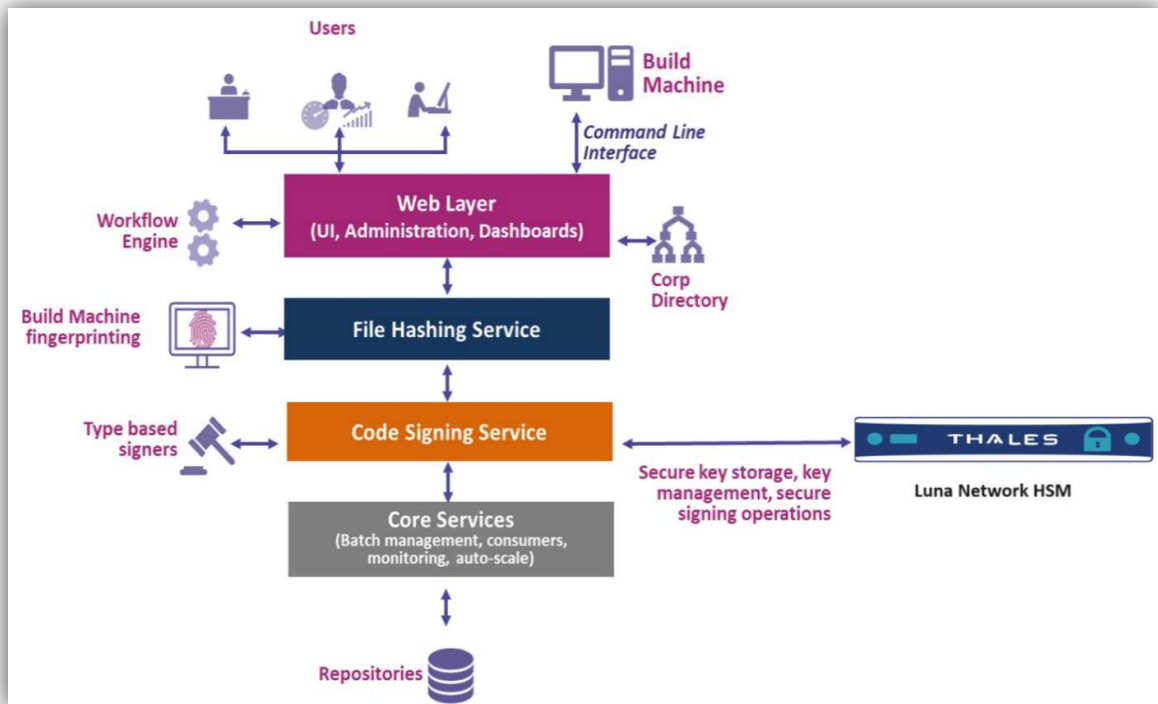 Users
Build
Machine
Command Line
Interface
Web Layer
(UI, Administration, Dashboards)
Workflow
Engine
Corp
Directory
Build Machine
fingerprinting
File Hashing Service
Type based
signers
Code Signing Service
THALES
Secure key storage, key
management, secure
signing operations
Luna Network HSM
Core Services
(Batch management, consumers,
monitoring, auto-scale)
Repositories